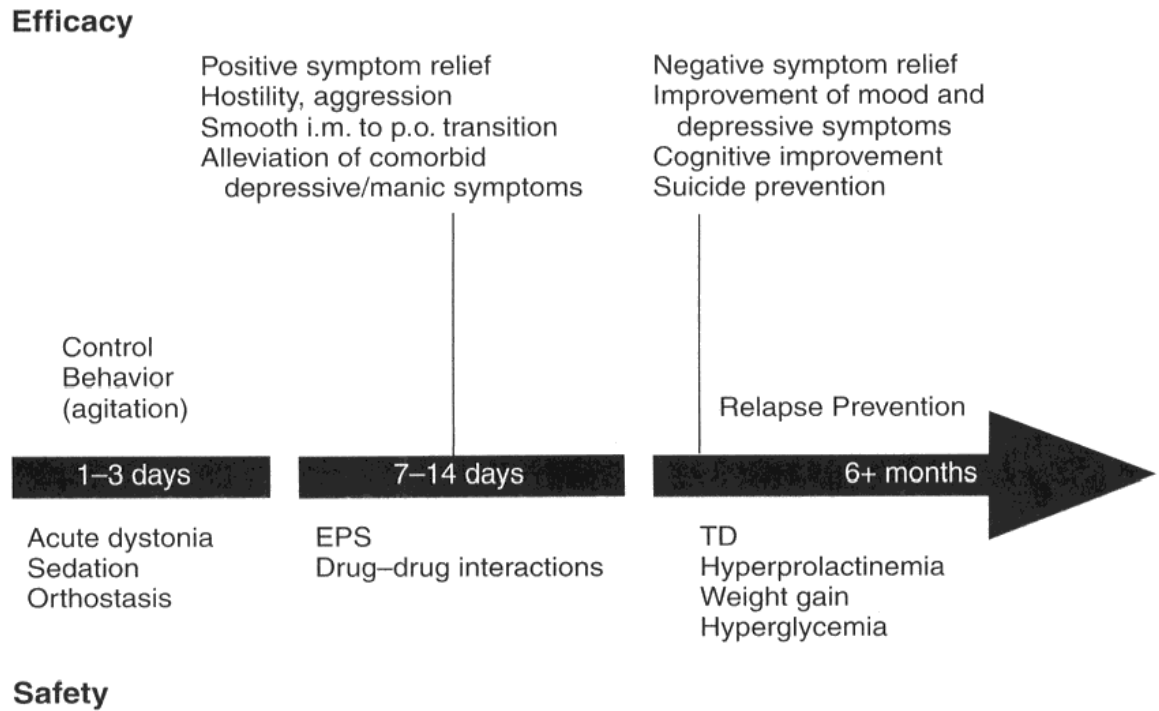 Efficacy
Positive symptom relief
Hostility, aggression
Smooth i.m. to p.o. transition
Alleviation of comorbid
depressive/manic symptoms
Negative symptom relief
Improvement of mood and
depressive symptoms
Cognitive improvement
Suicide prevention
Control
Behavior
(agitation)
Relapse Prevention
1–3 days
7–14 days
6+ months
Acute dystonia
Sedation
Orthostasis
EPS
Drug–drug interactions
TD
Hyperprolactinemia
Weight gain
Hyperglycemia
Safety